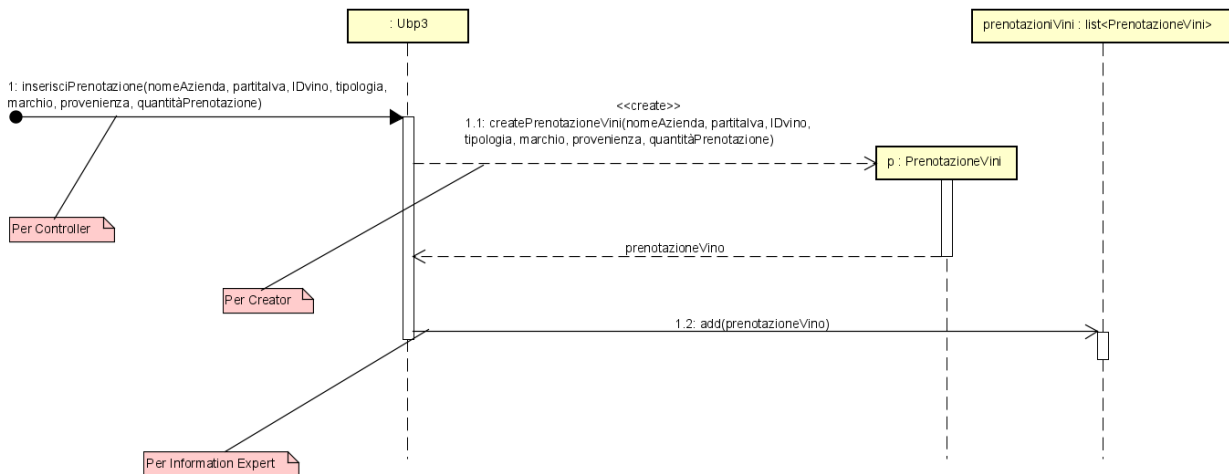 : Ubp3
prenotazioniVini : list<PrenotazioneVini>
1: inserisciPrenotazione(nomeAzienda, partitaIva, IDvino, tipologia,
marchio, provenienza, quantitàPrenotazione)
<<create>>
1.1: createPrenotazioneVini(nomeAzienda, partitaIva, IDvino,
tipologia, marchio, provenienza, quantitàPrenotazione)
p : PrenotazioneVini
Per Controller
prenotazioneVino
Per Creator
1.2: add(prenotazioneVino)
Per Information Expert